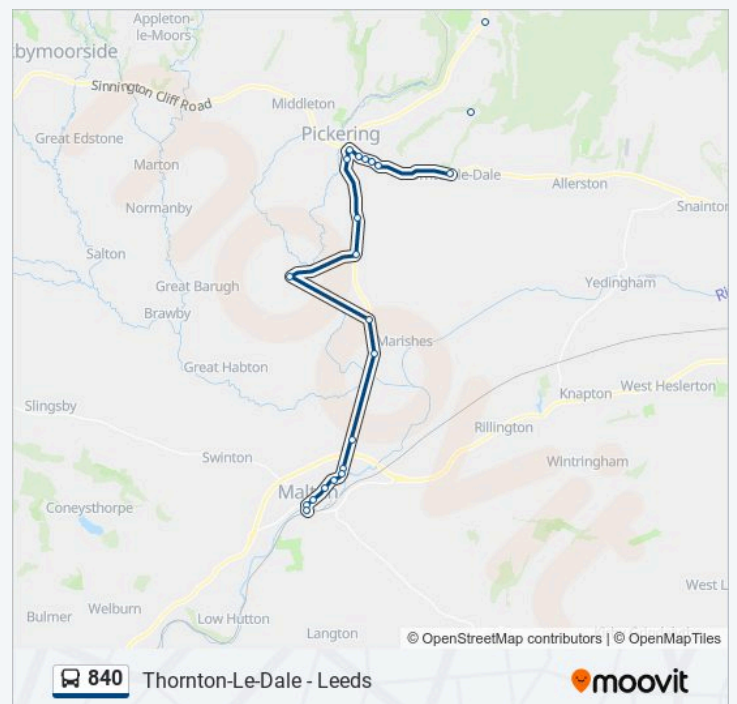 Appleton-
le-Moors
bymoorside
Sinnington Cliff Road
Middleton
Pickering
Great Edstone
Marton
le-Dale
Allerston
Normanby
Snainton
Salton
Yedingham
Great Barugh
Ri
Brawby
Marishes
Great Habton
West Heslerton
Knapton
Slingsby
Rillington
Swinton
Wintringham
Malton
Coneysthorpe
West L
Welburn
Bulmer
Low Hutton
Langton
© OpenStreetMap contributors | © OpenMapTiles
840 Thornton-Le-Dale - Leeds
moovit